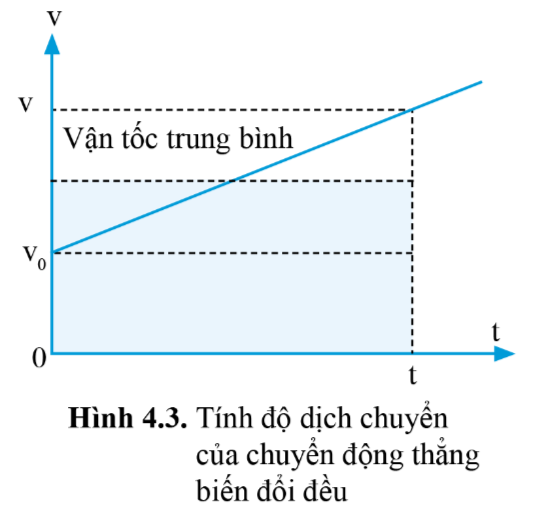 v
v
Vận tốc trung bình
v₀
0
t
t
Hình 4.3. Tính độ dịch chuyển
của chuyển động thẳng
biến đổi đều